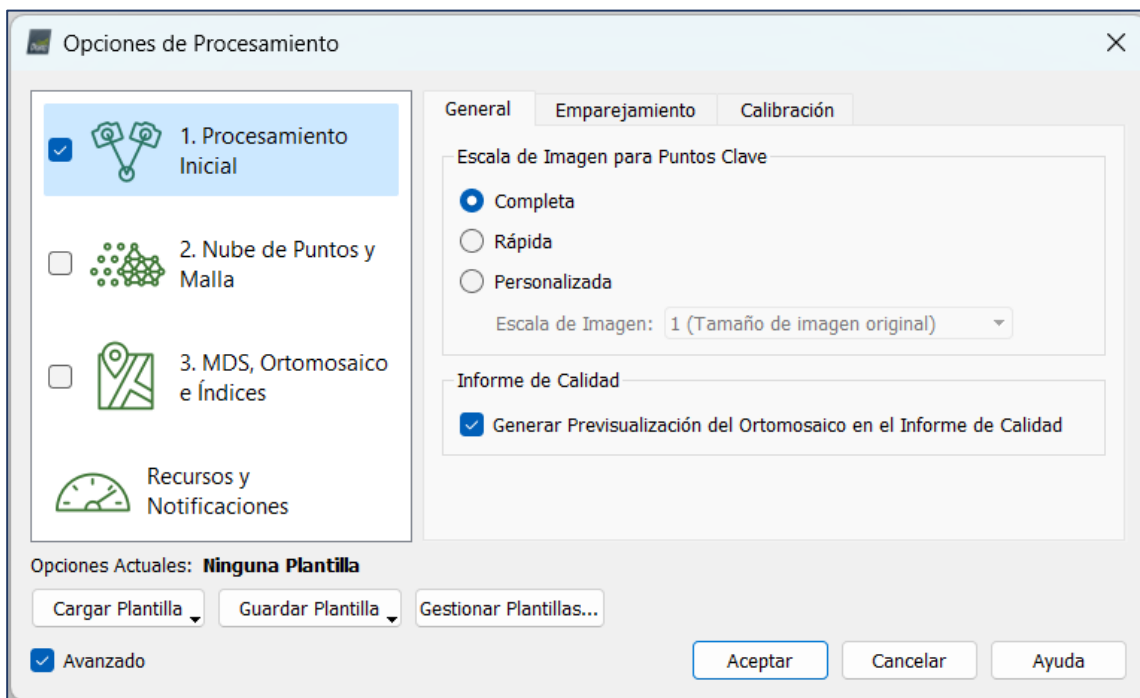 Opciones de Procesamiento
1. Procesamiento
Inicial
2. Nube de Puntos y
Malla
3. MDS, Ortomosaico
e Índices
Recursos y
Notificaciones
General
Emparejamiento
Calibración
Escala de Imagen para Puntos Clave
Completa
Rápida
Personalizada
Escala de Imagen: 1 (Tamaño de imagen original)
Informe de Calidad
Generar Previsualización del Ortomosaico en el Informe de Calidad
Opciones Actuales: Ninguna Plantilla
Cargar Plantilla
Guardar Plantilla
Gestionar Plantillas...
Avanzado
Aceptar
Cancelar
Ayuda